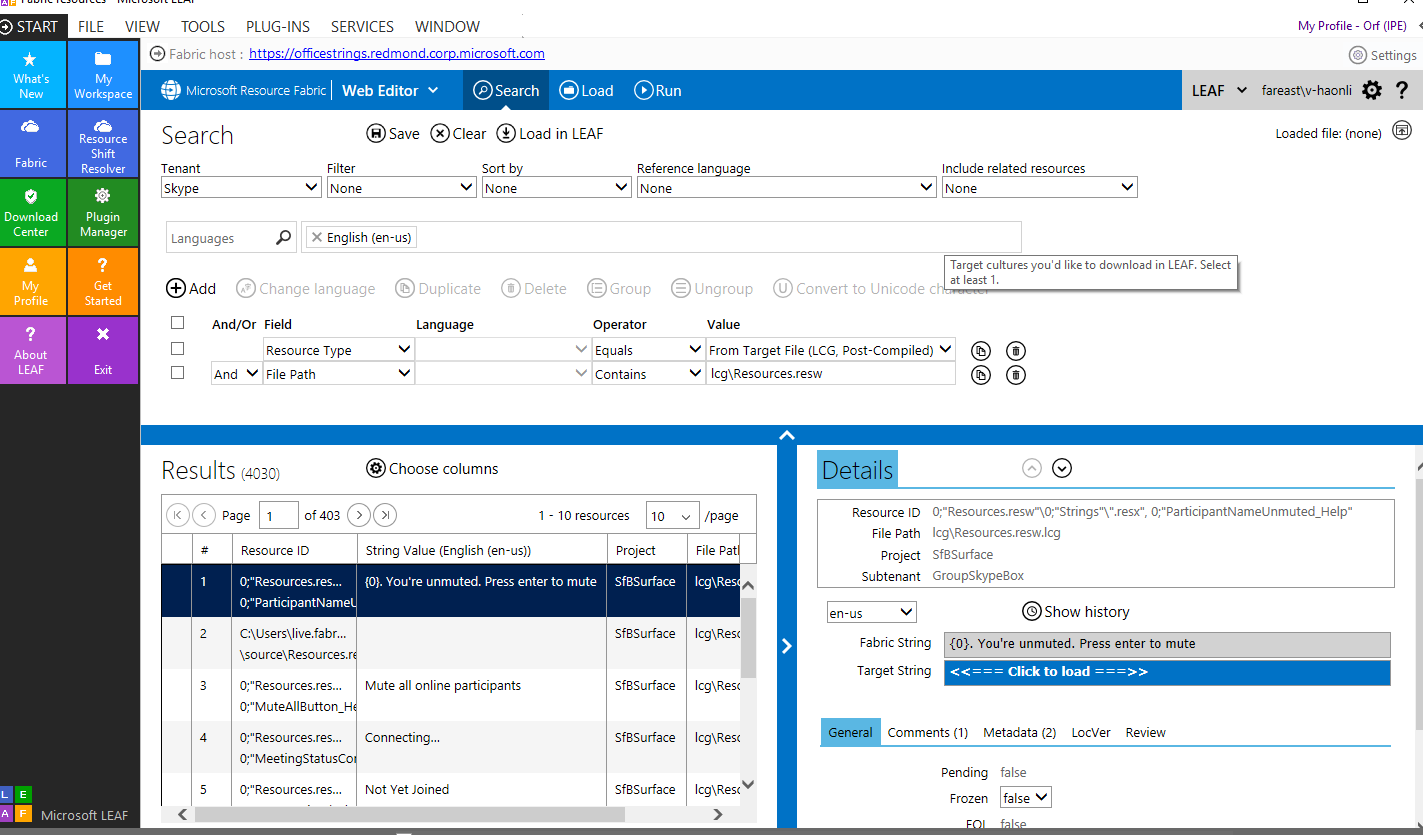 Fabric resources - Microsoft LEAF
START FILE VIEW TOOLS PLUG-INS SERVICES WINDOW
My Profile - Orf (IPE)
What's New
My Workspace
Fabric
Resource Shift Resolver
Download Center
Plugin Manager
My Profile
Get Started
About LEAF
Exit
L E
A F
Microsoft LEAF
Fabric host : https://officestrings.redmond.corp.microsoft.com
Settings
Microsoft Resource Fabric Web Editor Search Load Run
LEAF fareast\v-haonli ?
Search Save Clear Load in LEAF
Loaded file: (none)
Tenant Filter Sort by Reference language Include related resources
Skype None None None None
Languages English (en-us)
Target cultures you'd like to download in LEAF. Select
at least 1.
Add Change language Duplicate Delete Group Ungroup Convert to Unicode character
And/Or Field Language Operator Value
Resource Type Equals From Target File (LCG, Post-Compiled)
And File Path Contains lcg\Resources.resw
Results (4030) Choose columns
Page 1 of 403 1 - 10 resources 10 /page
# Resource ID String Value (English (en-us)) Project File Path
1 0;"Resources.res... {0}. You're unmuted. Press enter to mute SfBSurface lcg\Resc
0;"ParticipantNameU
2 C:\Users\live.fabr... SfBSurface lcg\Resc
\source\Resources.re
3 0;"Resources.res... Mute all online participants SfBSurface lcg\Resc
0;"MuteAllButton_He
4 0;"Resources.res... Connecting... SfBSurface lcg\Resc
0;"MeetingStatusCon
5 0;"Resources.res... Not Yet Joined SfBSurface lcg\Resc
Details
Resource ID 0;"Resources.resw"\0;"Strings"\".resx", 0;"ParticipantNameUnmuted_Help"
File Path lcg\Resources.resw.lcg
Project SfBSurface
Subtenant GroupSkypeBox
en-us Show history
Fabric String {0}. You're unmuted. Press enter to mute
Target String <<=== Click to load ===>>
General Comments (1) Metadata (2) LocVer Review
Pending false
Frozen false
EOL false